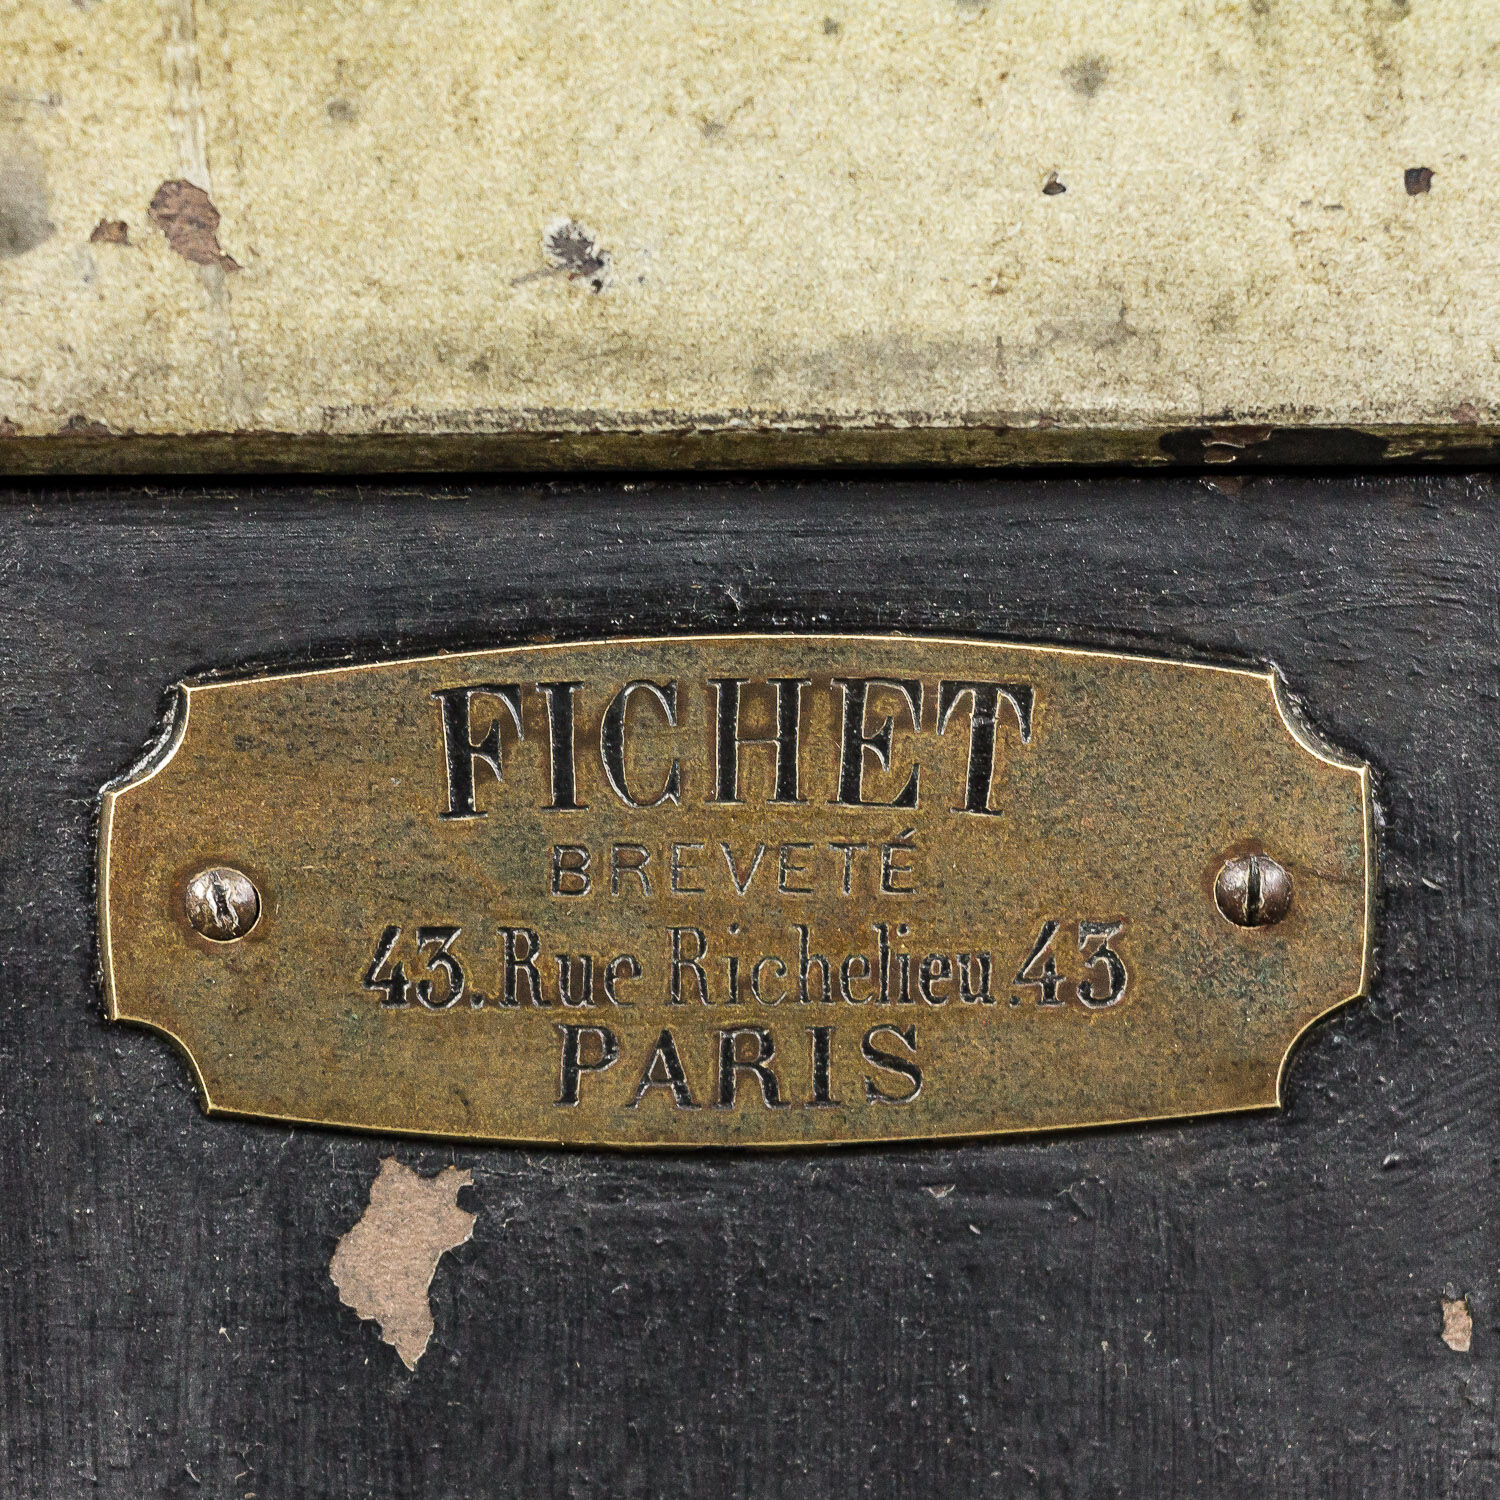 FICHET
BREVETÉ
43. Rue Richelieu. 43
PARIS